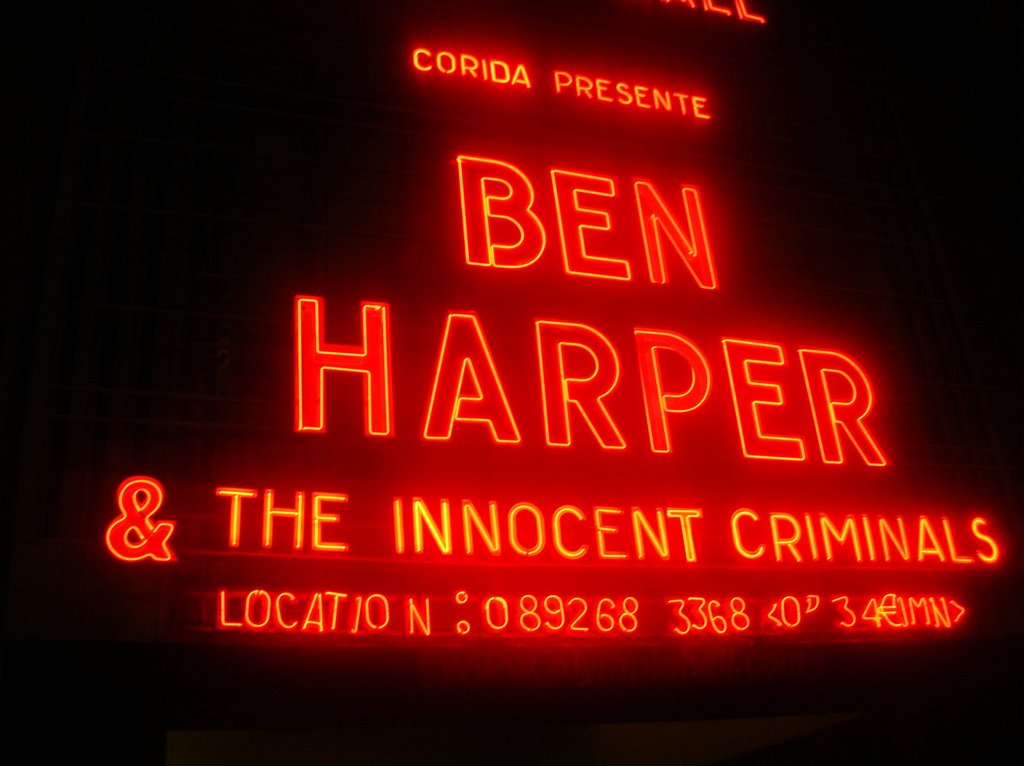 CORIDA PRESENTE
BEN
HARPER
& THE INNOCENT CRIMINALS
LOCATION : 089268 3368 <0" 34€/MN>